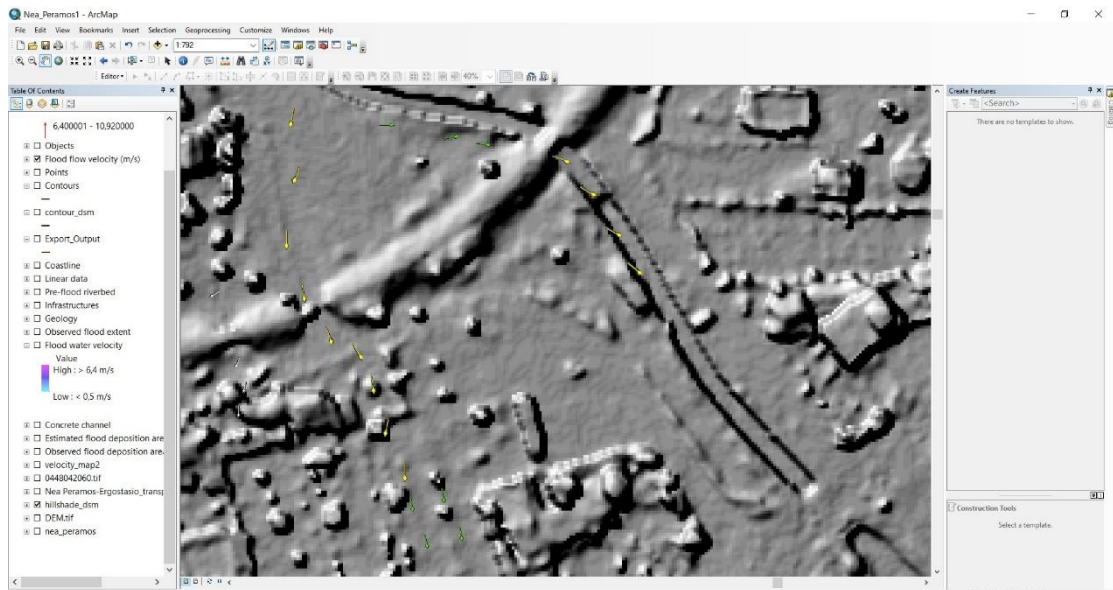 Nea_Peramos1 - ArcMap
File Edit View Bookmarks Insert Selection Geoprocessing Customize Windows Help
1:792
Editor
40%
Table Of Contents
6,400001 - 10,920000
Objects
Flood flow velocity (m/s)
Points
Contours
contour_dsm
Export_Output
Coastline
Linear data
Pre-flood riverbed
Infrastructures
Geology
Observed flood extent
Flood water velocity
Value
High : > 6,4 m/s
Low : < 0,5 m/s
Concrete channel
Estimated flood deposition are
Observed flood deposition area
velocity_map2
0448042060.tif
Nea Peramos-Ergostasio_transp
hillshade_dsm
DEM.tif
nea_peramos
Create Features
<Search>
There are no templates to show.
Construction Tools
Select a template.
Catalog